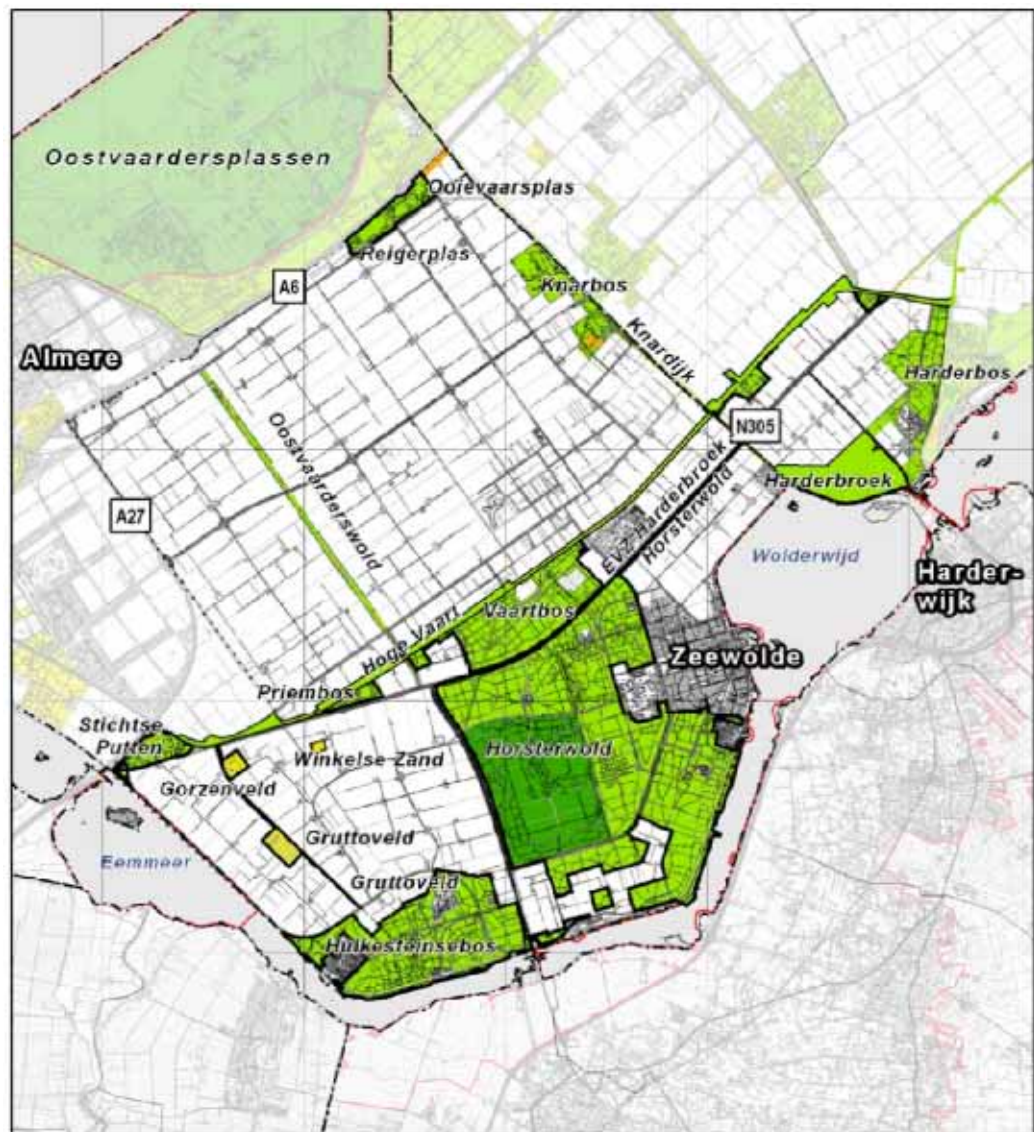 Oostvaardersplassen
Ooievaarsplas
Reigerplas
A6
Knarbos
Almere
Knardijk
Harderbos
N305
Oostvaarderswold
A27
EVZ Harderbroek
Horsterwold
Harderbroek
Wolderwijd
Harder-
wijk
Hoge Vaart
Vaartbos
Zeewolde
Priembos
Stichtse
Putten
Winkelse Zand
Horsterwold
Gorzenveld
Gruttoveld
Eemmeer
Gruttoveld
Hulkesteinsebos